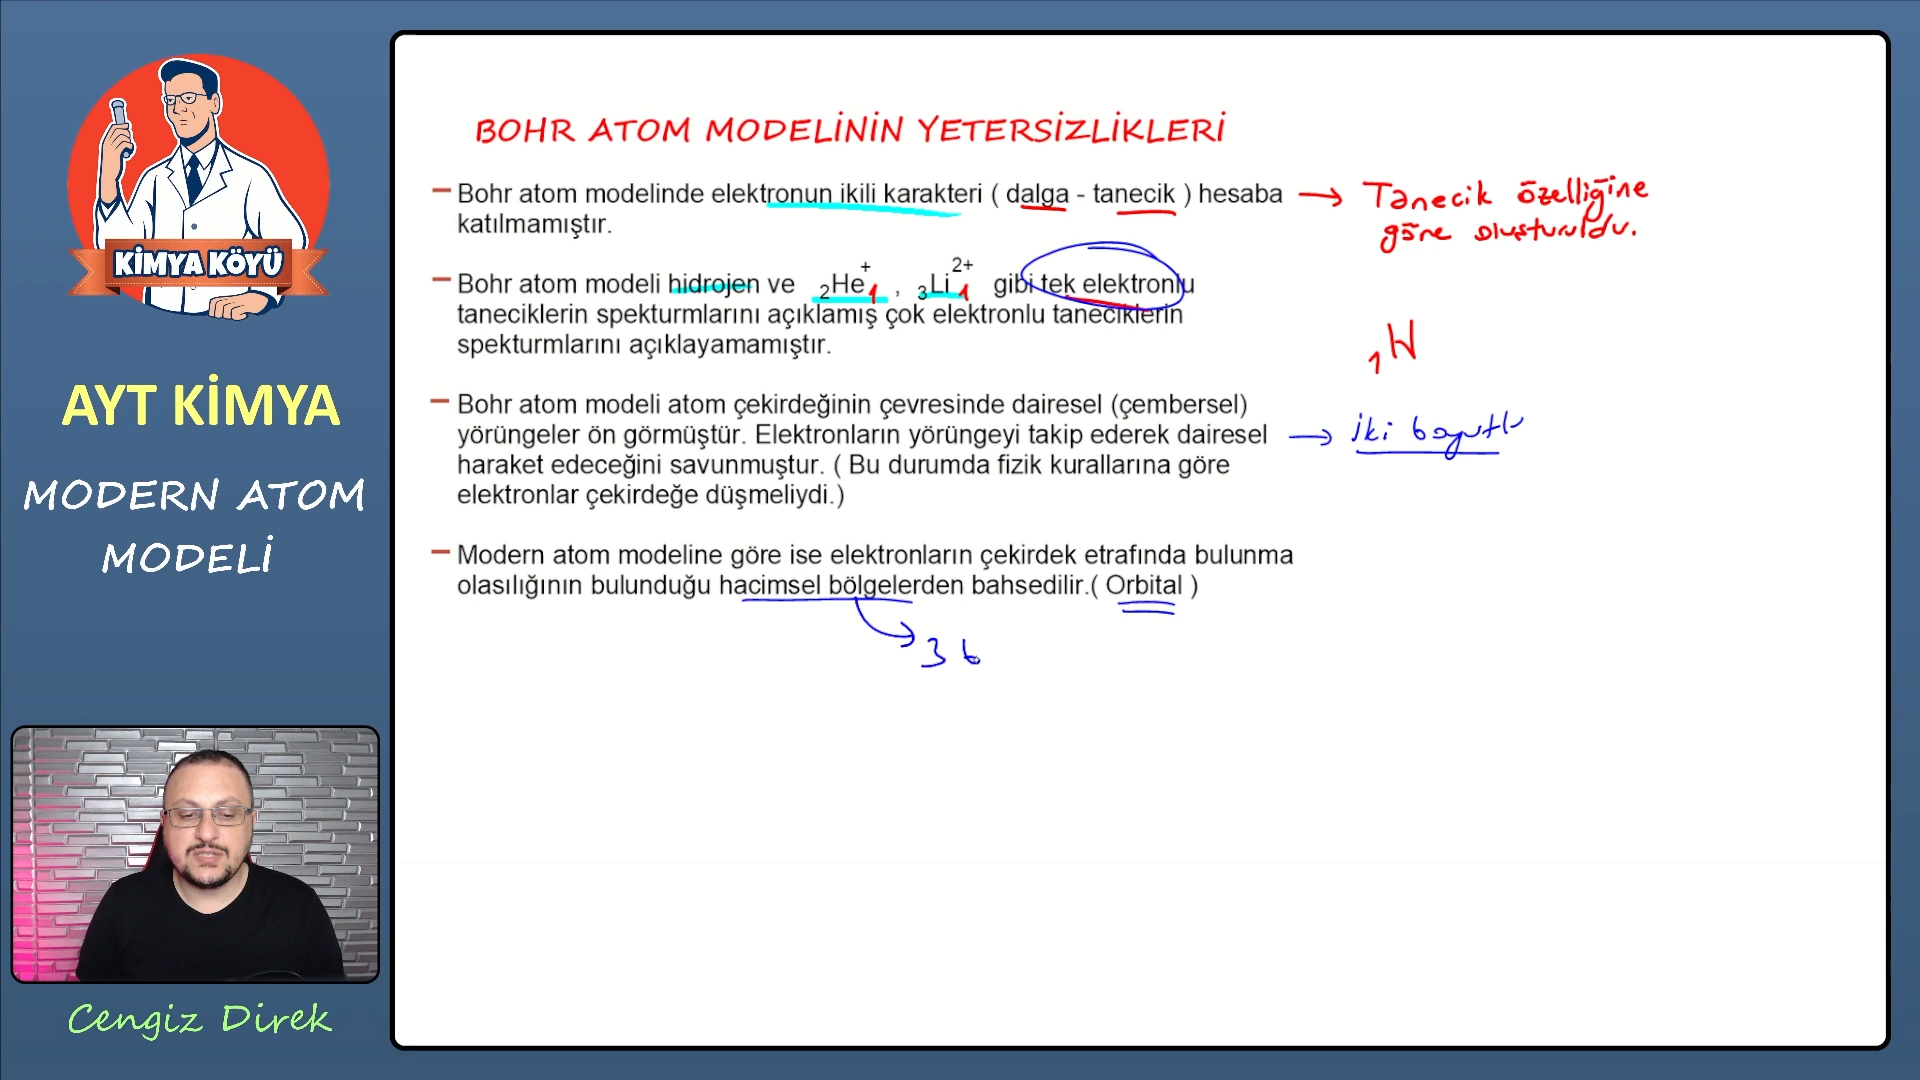 KİMYA KÖYÜ
AYT KİMYA
MODERN ATOM
MODELİ
Cengiz Direk
BOHR ATOM MODELİNİN YETERSİZLİKLERİ
Bohr atom modelinde elektronun ikili karakteri ( dalga - tanecik ) hesaba → Tanecik özelliğine
katılmamıştır. göre oluşturuldu.
Bohr atom modeli hidrojen ve ₂He⁺ 1 , ₃Li²⁺ 1 gibi tek elektronlu
taneciklerin spekturmlarını açıklamış çok elektronlu taneciklerin
spekturmlarını açıklayamamıştır.
₁H
Bohr atom modeli atom çekirdeğinin çevresinde dairesel (çembersel)
yörüngeler ön görmüştür. Elektronların yörüngeyi takip ederek dairesel → İki boyutlu
haraket edeceğini savunmuştur. ( Bu durumda fizik kurallarına göre
elektronlar çekirdeğe düşmeliydi.)
Modern atom modeline göre ise elektronların çekirdek etrafında bulunma
olasılığının bulunduğu hacimsel bölgelerden bahsedilir.( Orbital )
3 b